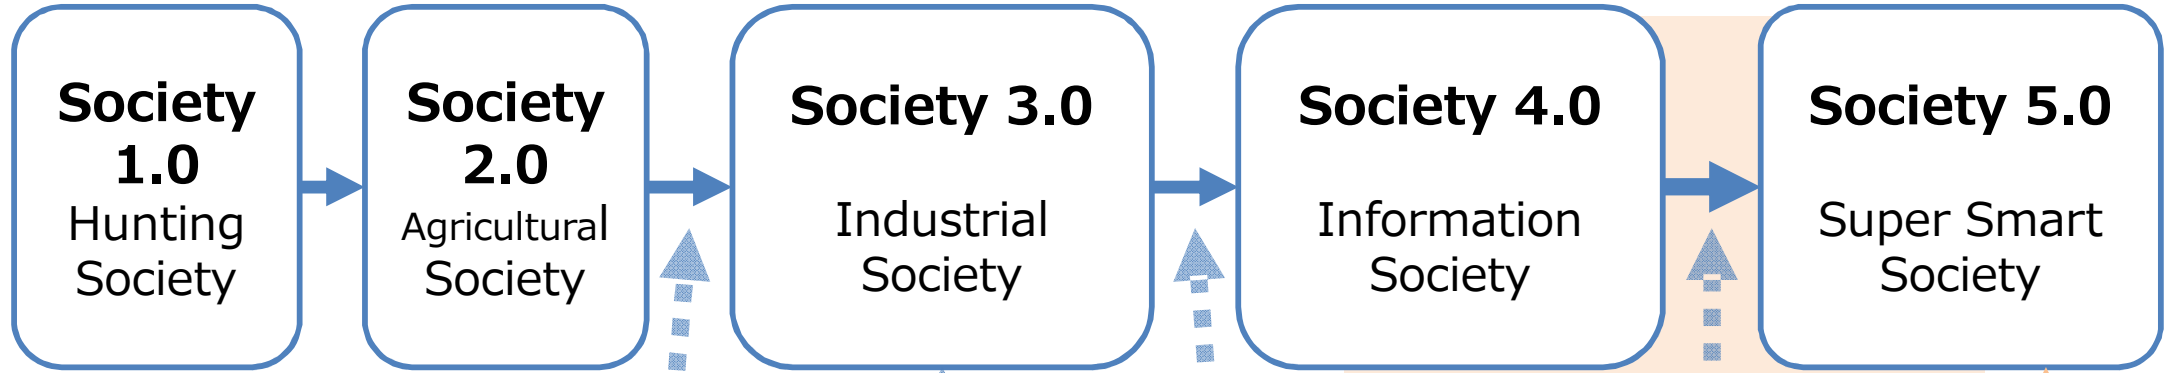 Society
1.0
Hunting
Society
Society
2.0
Agricultural
Society
Society 3.0
Industrial
Society
Society 4.0
Information
Society
Society 5.0
Super Smart
Society